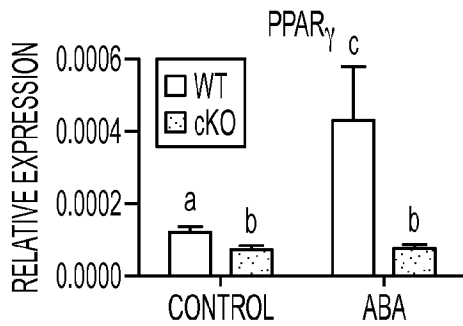 PPARγ
RELATIVE EXPRESSION
0.0006
0.0004
0.0002
0.0000
WT
cKO
a
b
c
b
CONTROL
ABA